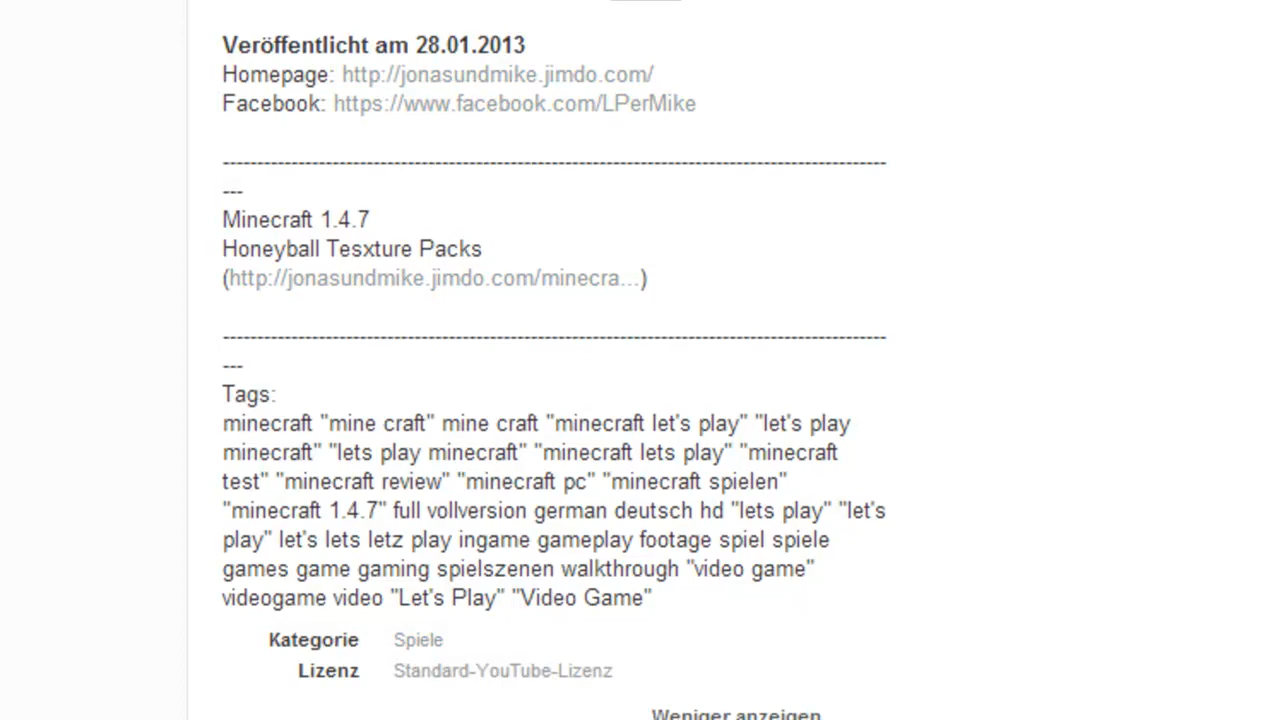 Veröffentlicht am 28.01.2013
Homepage: http://jonasundmike.jimdo.com/
Facebook: https://www.facebook.com/LPerMike
-------------------------------------------------------------------------------------------------
---
Minecraft 1.4.7
Honeyball Tesxture Packs
(http://jonasundmike.jimdo.com/minecra...)
-------------------------------------------------------------------------------------------------
---
Tags:
minecraft "mine craft" mine craft "minecraft let's play" "let's play
minecraft" "lets play minecraft" "minecraft lets play" "minecraft
test" "minecraft review" "minecraft pc" "minecraft spielen"
"minecraft 1.4.7" full vollversion german deutsch hd "lets play" "let's
play" let's lets letz play ingame gameplay footage spiel spiele
games game gaming spielszenen walkthrough "video game"
videogame video "Let's Play" "Video Game"
Kategorie Spiele
Lizenz Standard-YouTube-Lizenz
Weniger anzeigen